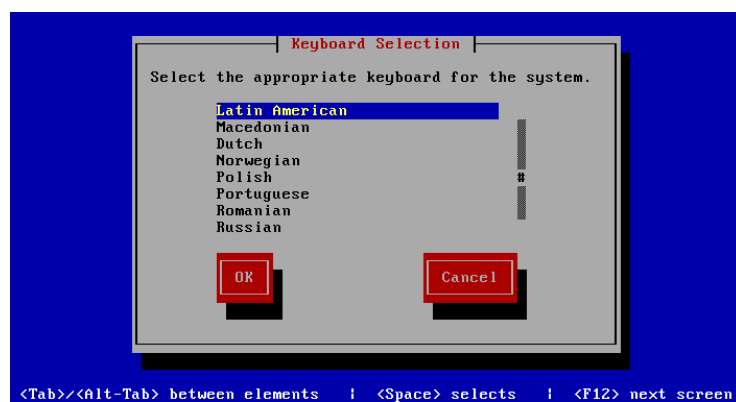 Keyboard Selection
Select the appropriate keyboard for the system.
Latin American
Macedonian
Dutch
Norwegian
Polish #
Portuguese
Romanian
Russian
OK Cancel
<Tab>/<Alt-Tab> between elements | <Space> selects | <F12> next screen